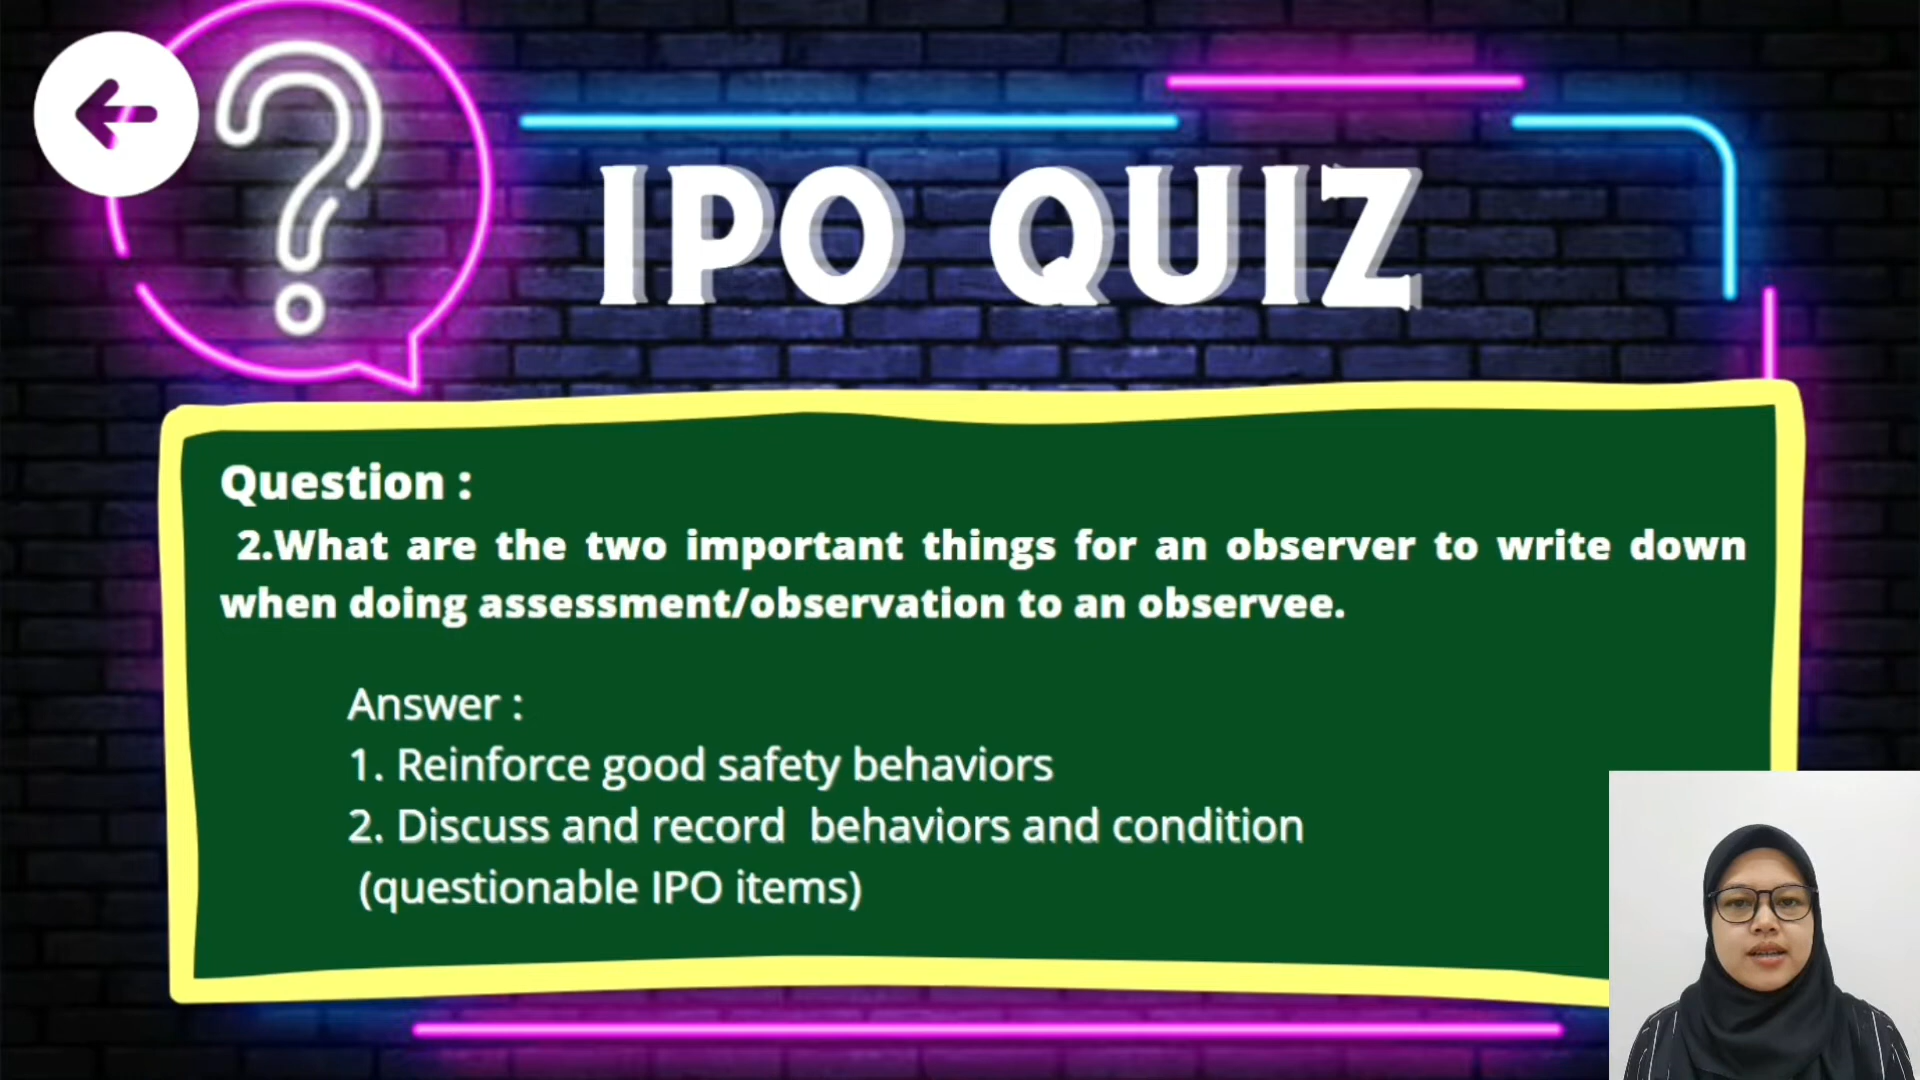 IPO QUIZ
Question :
2.What are the two important things for an observer to write down
when doing assessment/observation to an observee.
Answer :
1. Reinforce good safety behaviors
2. Discuss and record behaviors and condition
(questionable IPO items)